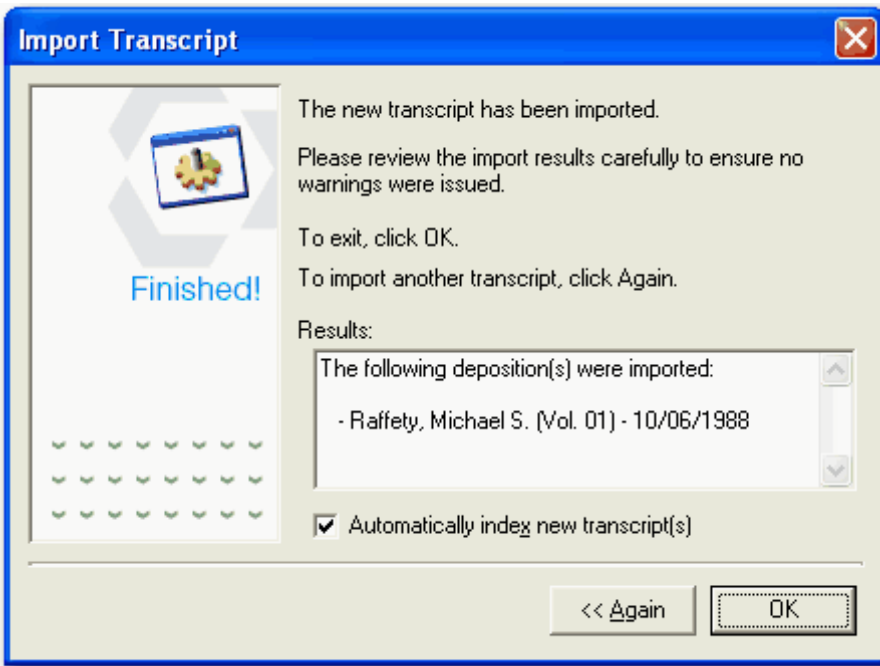 Import Transcript
The new transcript has been imported.
Please review the import results carefully to ensure no
warnings were issued.
To exit, click OK.
To import another transcript, click Again.
Finished!
Results:
The following deposition(s) were imported:
- Raffety, Michael S. (Vol. 01) - 10/06/1988
Automatically index new transcript(s)
<< Again
OK